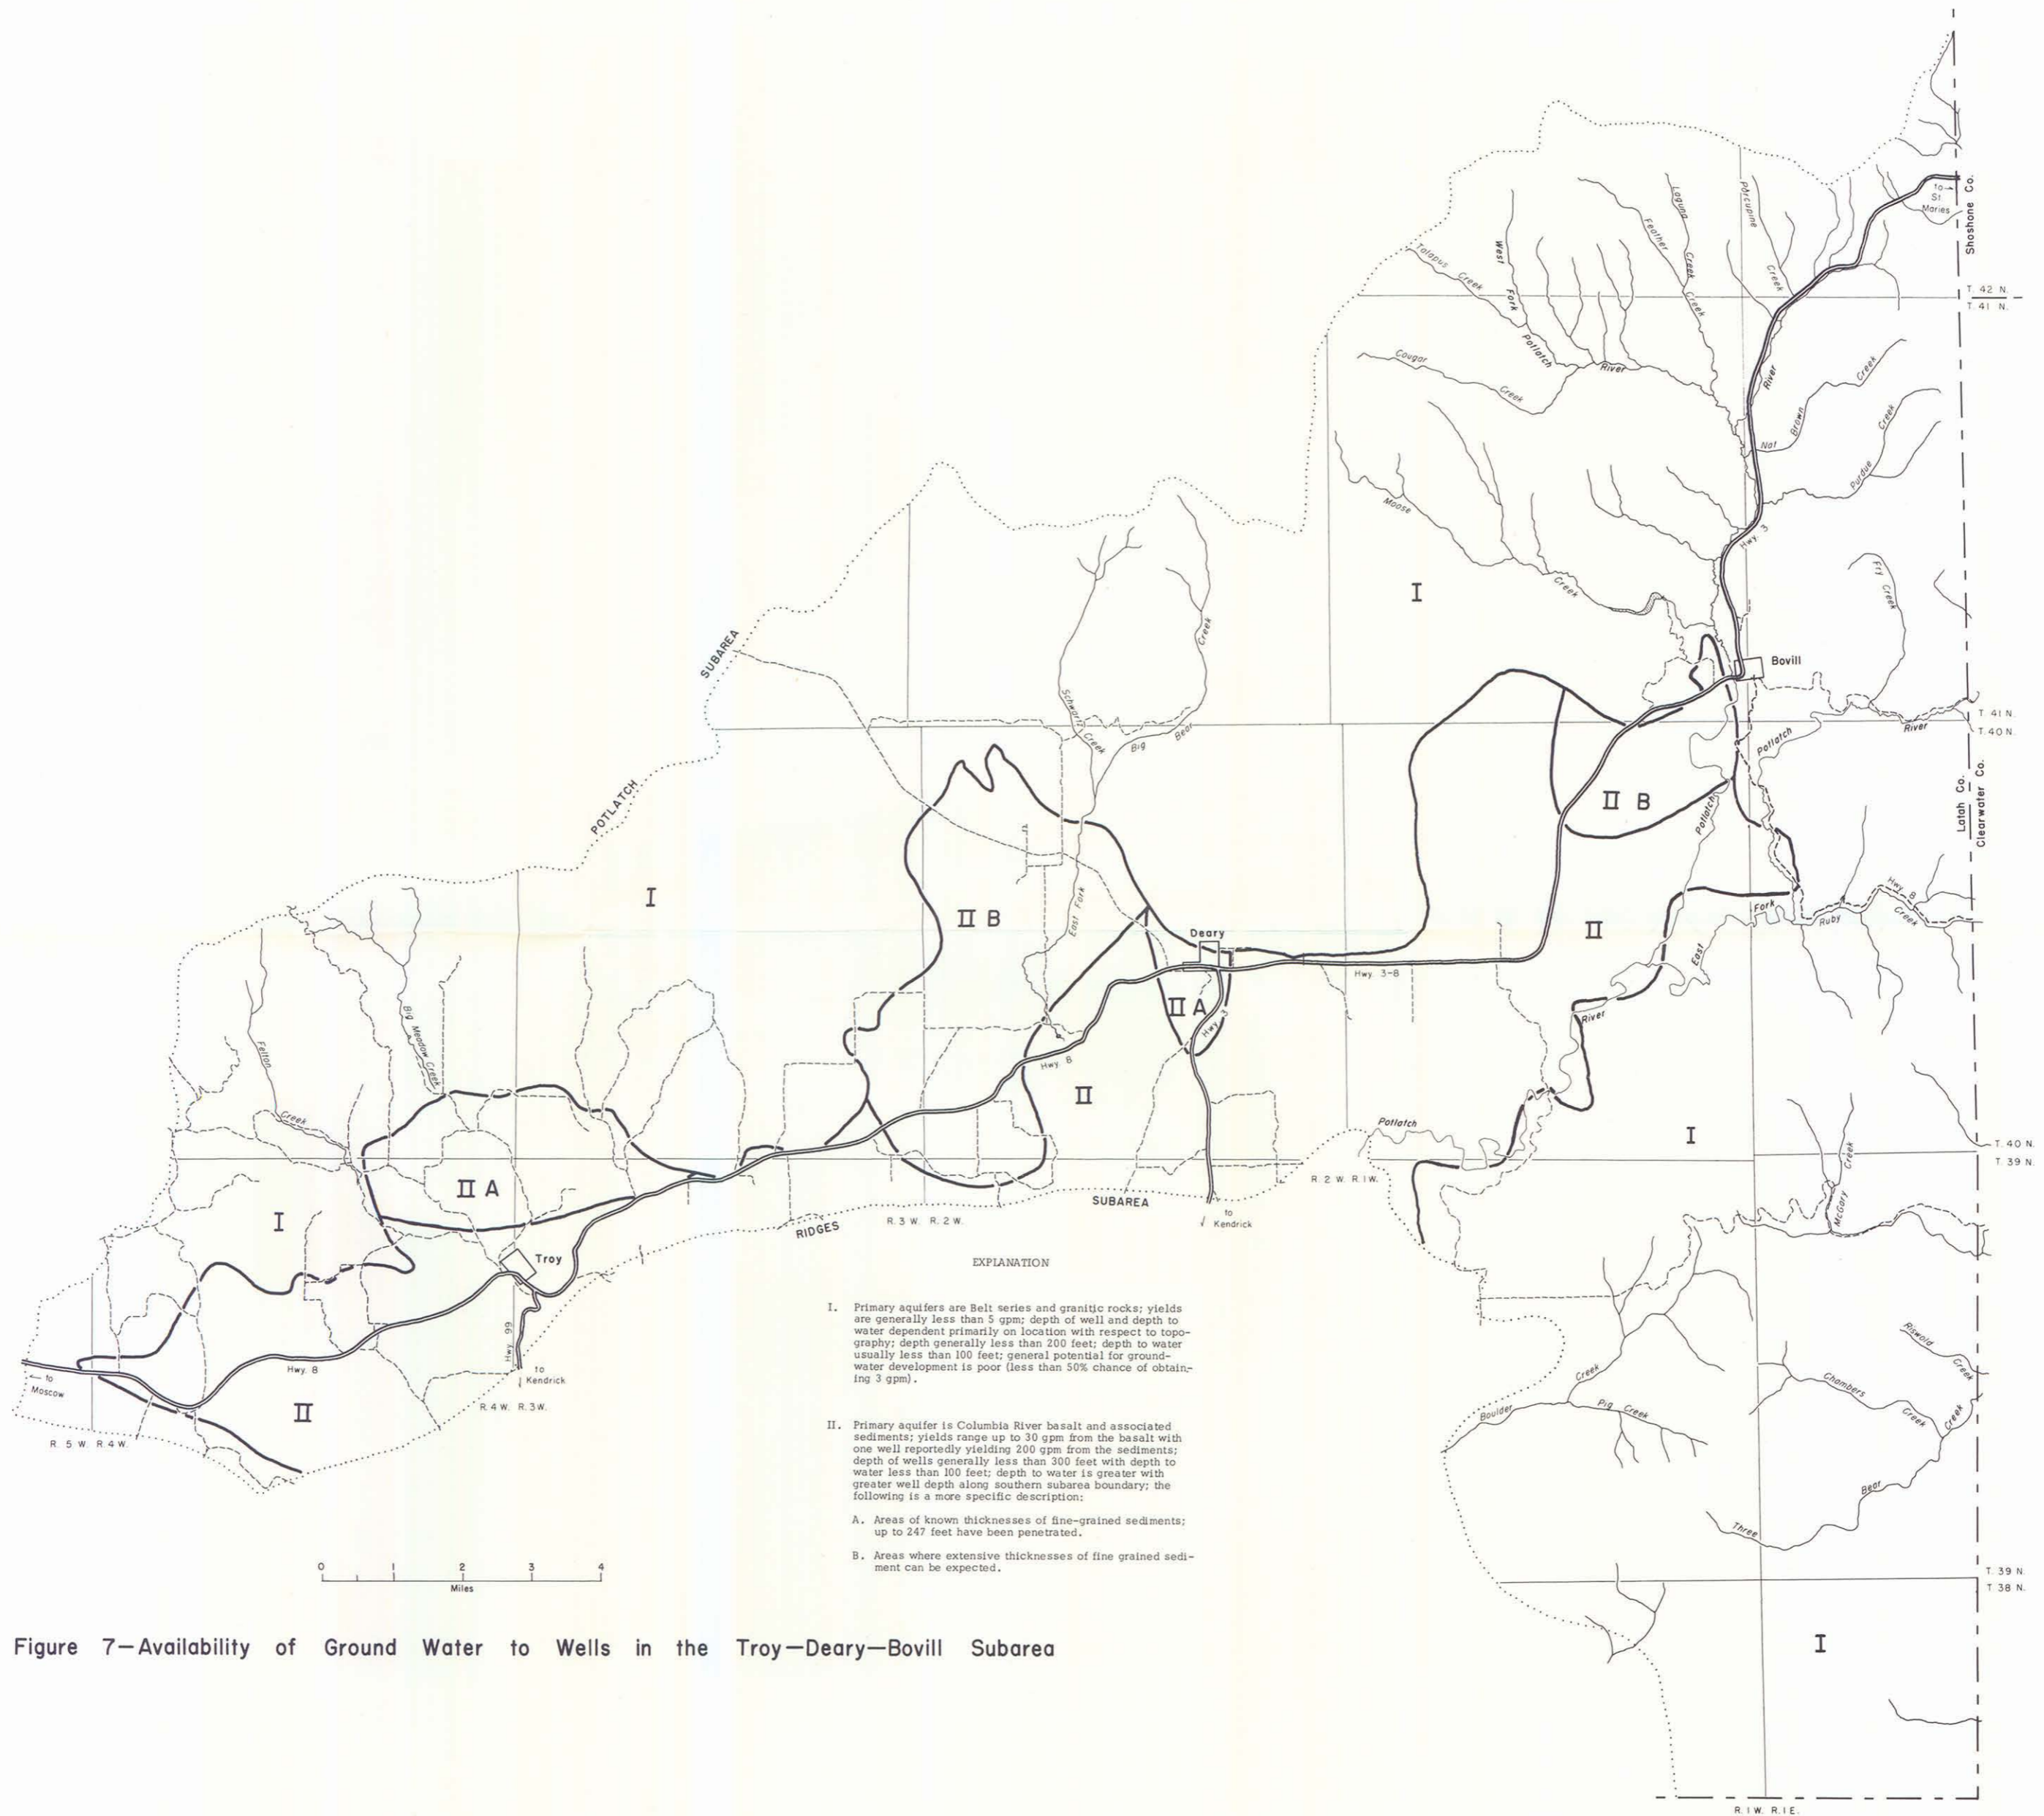 to
St.
Maries
Shoshone Co.
T. 42 N.
T. 41 N.
Talapus Creek
West Fork Potlatch River
Feather Creek
Laguna Creek
Porcupine Creek
Cougar Creek
River
Nat Brown Creek
Purdue Creek
Moose Creek
Hwy. 3
Fry Creek
I
Bovill
SUBAREA
Schwartz Creek
Big Bear Creek
T. 41 N.
T. 40 N.
River
Potlatch
POTLATCH
II B
Potlatch
Latah Co.
Clearwater Co.
I
II B
East Fork
Deary
II
Hwy. 8
Creek
Ruby
Fork
East
Hwy. 3-8
II A
Hwy. 3
River
Big Meadow Creek
Felton
Creek
Hwy. 8
II
Potlatch
I
T. 40 N.
T. 39 N.
McGary Creek
II A
I
R. 2 W. R. 1 W.
SUBAREA
to
Kendrick
R. 3 W. R. 2 W.
RIDGES
Troy
Hwy. 99
Hwy. 8
to
Kendrick
to
Moscow
R. 4 W. R. 3 W.
II
R. 5 W. R. 4 W.
EXPLANATION
I. Primary aquifers are Belt series and granitic rocks; yields
are generally less than 5 gpm; depth of well and depth to
water dependent primarily on location with respect to topo-
graphy; depth generally less than 200 feet; depth to water
usually less than 100 feet; general potential for ground-
water development is poor (less than 50% chance of obtain-
ing 3 gpm).
II. Primary aquifer is Columbia River basalt and associated
sediments; yields range up to 30 gpm from the basalt with
one well reportedly yielding 200 gpm from the sediments;
depth of wells generally less than 300 feet with depth to
water less than 100 feet; depth to water is greater with
greater well depth along southern subarea boundary; the
following is a more specific description:
A. Areas of known thicknesses of fine-grained sediments;
up to 247 feet have been penetrated.
B. Areas where extensive thicknesses of fine grained sedi-
ment can be expected.
Riswold Creek
Chambers Creek
Boulder Creek
Pig Creek
Three Bear Creek
0 1 2 3 4
Miles
T. 39 N.
T 38 N.
I
Figure 7—Availability of Ground Water to Wells in the Troy—Deary—Bovill Subarea
R. 1 W. R. 1 E.